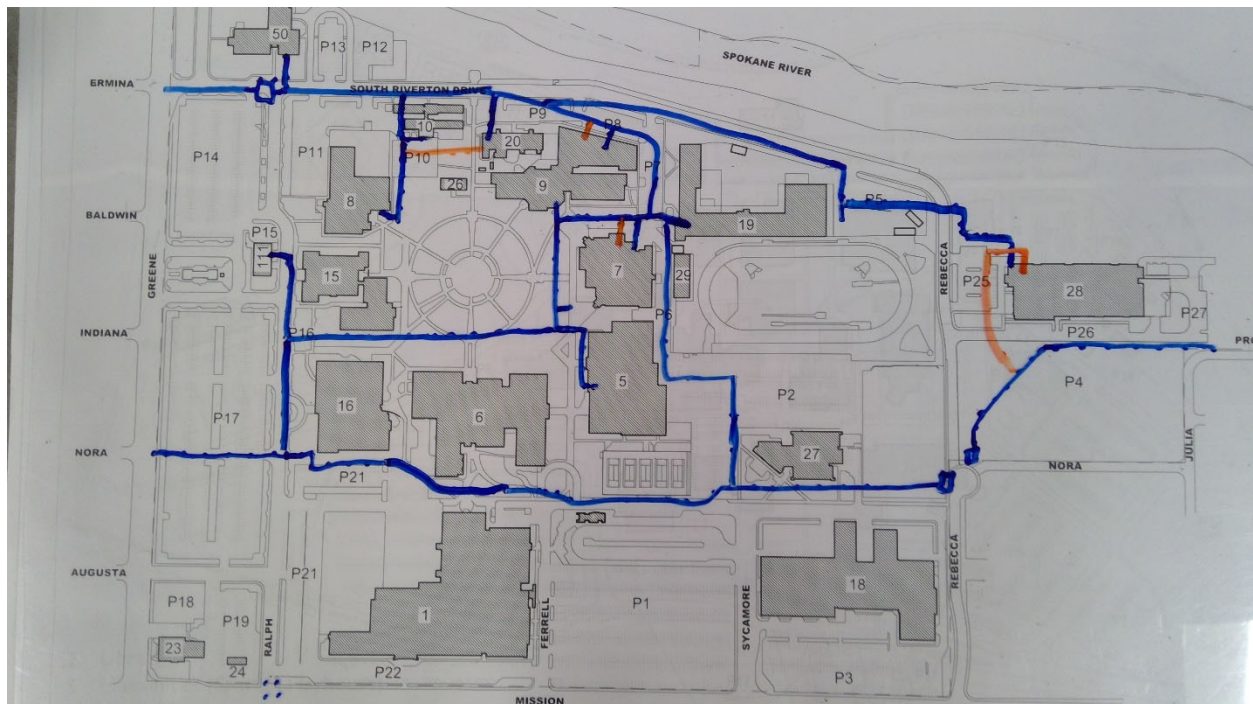 50
P13
P12
SPOKANE RIVER
ERMINA
SOUTH RIVERTON DRIVE
P9
P8
P14
P11
10
P10
20
8
26
9
19
P5
BALDWIN
P15
11
GREENE
15
7
29
REBECCA
P25
28
P27
INDIANA
P16
P6
P26
PRO
16
6
5
P2
P4
P17
JULIA
NORA
27
NORA
P21
AUGUSTA
P18
P19
P21
1
FERRELL
P1
SYCAMORE
18
REBECCA
23
24
RALPH
P22
P3
MISSION